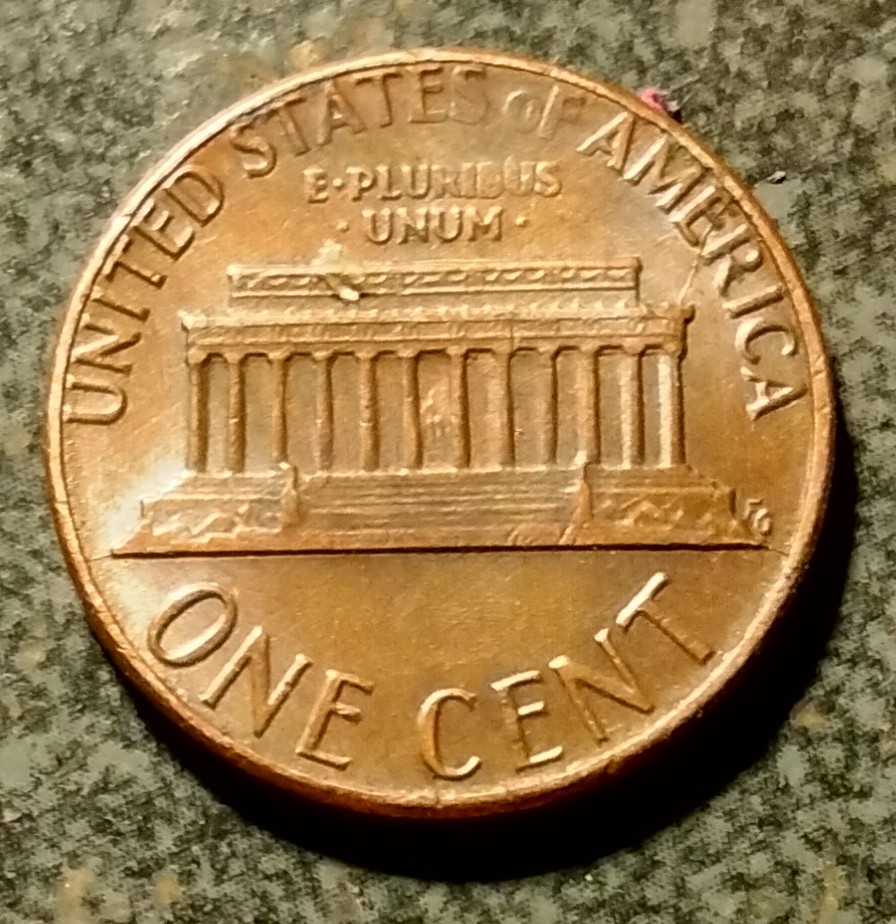 UNITED STATES OF AMERICA
E·PLURIBUS
·UNUM·
FG
ONE CENT